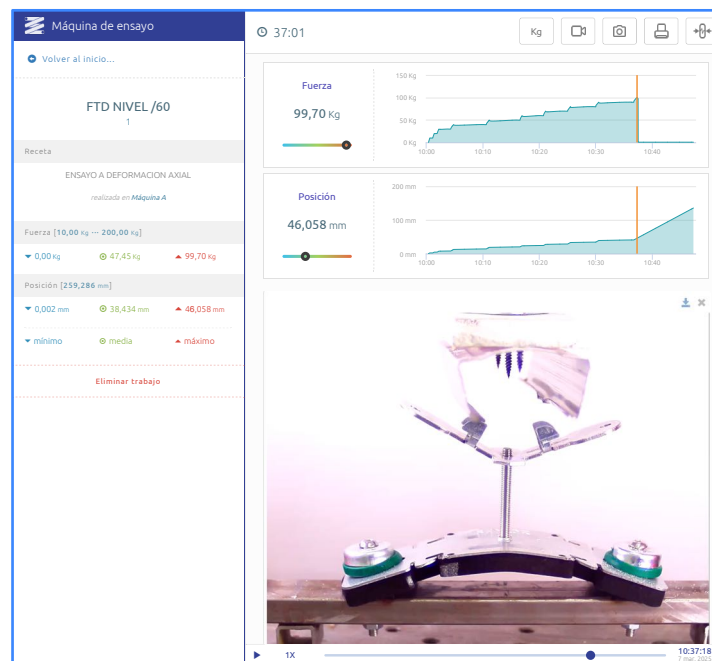 Máquina de ensayo
37:01
Kg
Volver al inicio...
FTD NIVEL /60
1
Receta
ENSAYO A DEFORMACION AXIAL
realizada en Máquina A
Fuerza [10,00 Kg ··· 200,00 Kg]
0,00 Kg 47,45 Kg 99,70 Kg
Posición [259,286 mm]
0,002 mm 38,434 mm 46,058 mm
mínimo media máximo
Eliminar trabajo
Fuerza
99,70 Kg
150 Kg
100 Kg
50 Kg
0 Kg
10:00 10:10 10:20 10:30 10:40
Posición
46,058 mm
200 mm
100 mm
0 mm
10:00 10:10 10:20 10:30 10:40
1X
10:37:18
7 mar. 2025